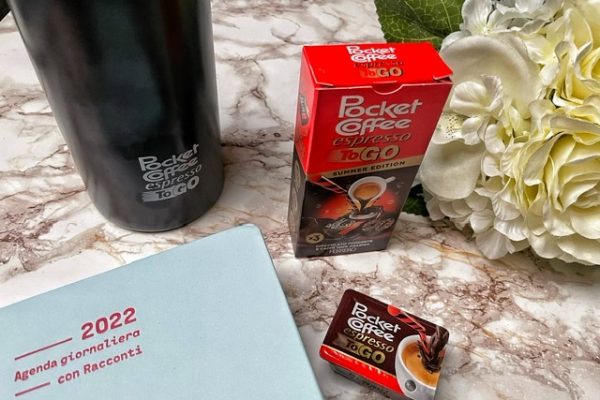 Pocket
Coffee
espresso
To GO
Pocket
Coffee
To GO
Pocket
Coffee
espresso
To GO
SUMMER EDITION
x3
Pocket
Coffee
espresso
To GO
2022
Agenda giornaliera
con Racconti